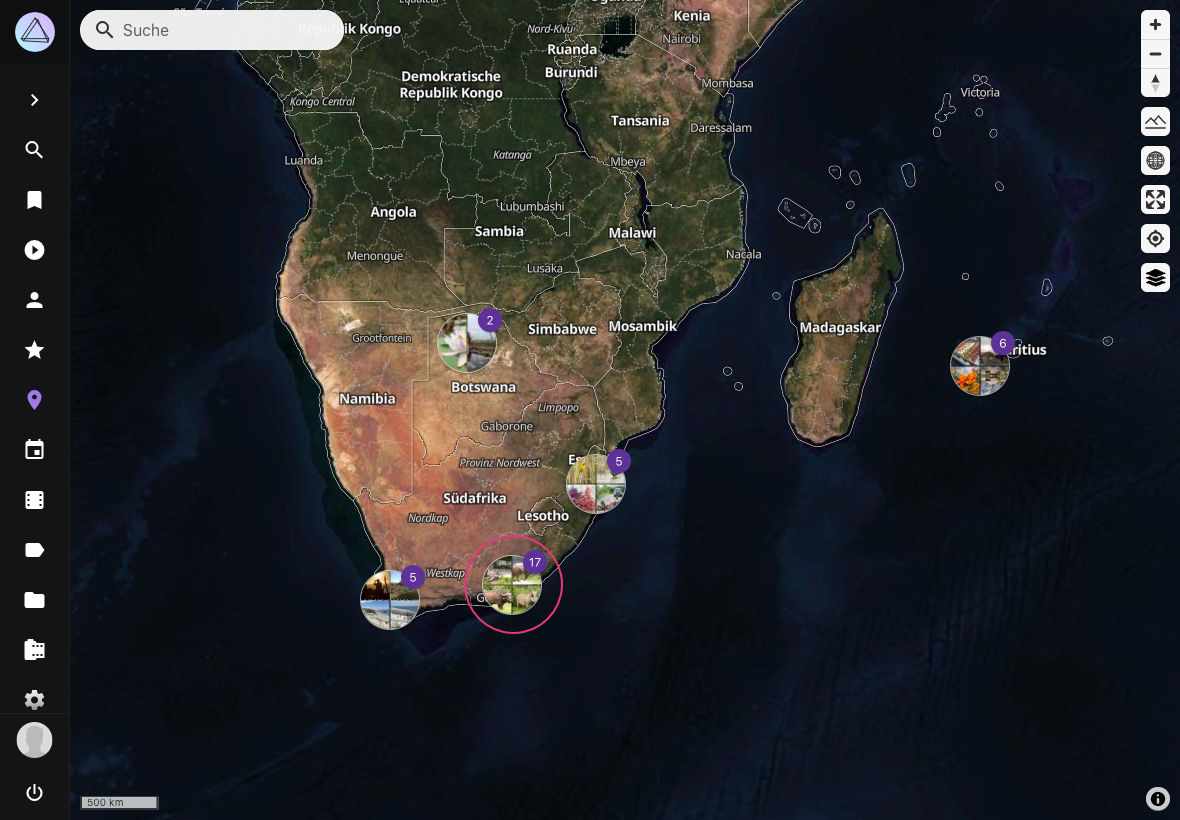 Suche
Republik Kongo
Nord-Kivu
Kenia
Nairobi
Ruanda
Burundi
Demokratische
Republik Kongo
Mombasa
Victoria
Kongo Central
Tansania
Daressalam
Luanda
Katanga
Mbeya
Lubumbashi
Angola
Sambia
Malawi
Menongue
Lusaka
Nacala
2
Simbabwe
Mosambik
Madagaskar
Grootfontein
6
ritius
Botswana
Namibia
Limpopo
Gaborone
Provinz Nordwest
5
Südafrika
Nordkap
Lesotho
17
5
Westkap
500 km